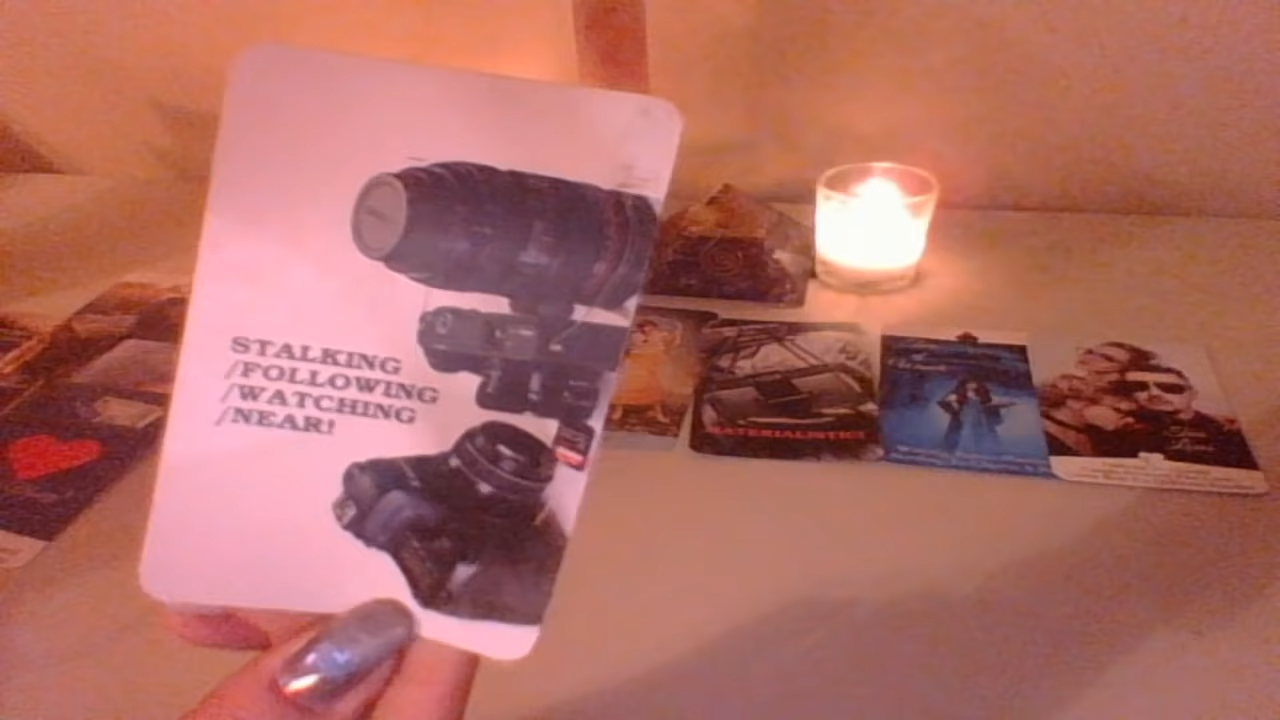 STALKING
/FOLLOWING
/WATCHING
/NEAR!
MATERIALISTIC!